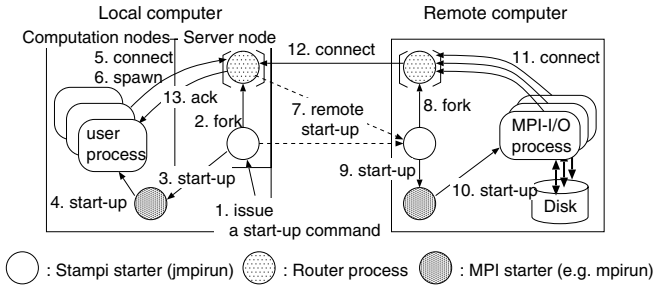 Local computer
Remote computer
Computation nodes
Server node
5. connect
6. spawn
12. connect
11. connect
13. ack
7. remote
start-up
2. fork
8. fork
user
process
MPI-I/O
process
3. start-up
9. start-up
4. start-up
10. start-up
1. issue
a start-up command
Disk
: Stampi starter (jmpirun)
: Router process
: MPI starter (e.g. mpirun)